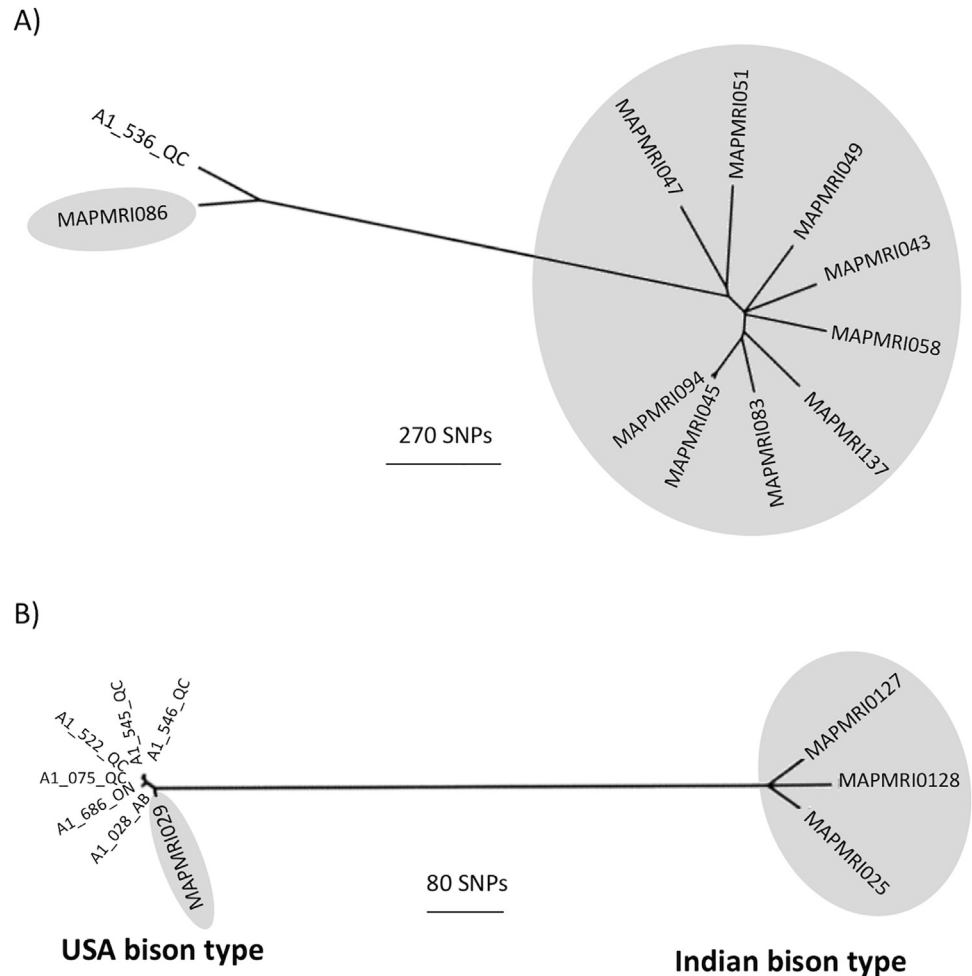 A)
A1_536_QC
MAPMRI086
MAPMRI047
MAPMRI051
MAPMRI049
MAPMRI043
MAPMRI058
MAPMRI137
MAPMRI083
MAPMRI045
MAPMRI094
270 SNPs
B)
A1_522_QC
A1_545_QC
A1_546_QC
A1_075_QC
A1_686_ON
A1_028_AB
MAPMRI029
MAPMRI0127
MAPMRI0128
MAPMRI025
80 SNPs
USA bison type
Indian bison type